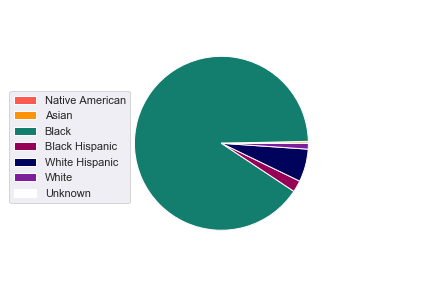 Native American
Asian
Black
Black Hispanic
White Hispanic
White
Unknown